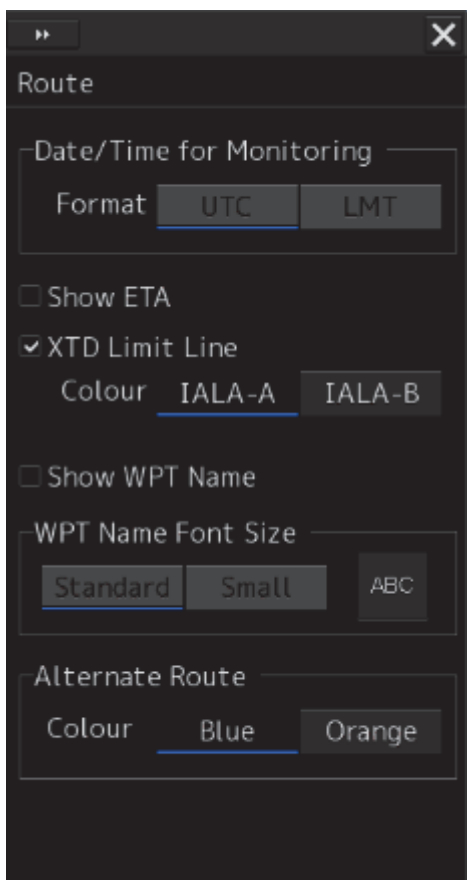 Route
Date/Time for Monitoring
Format UTC LMT
Show ETA
XTD Limit Line
Colour IALA-A IALA-B
Show WPT Name
WPT Name Font Size
Standard Small ABC
Alternate Route
Colour Blue Orange